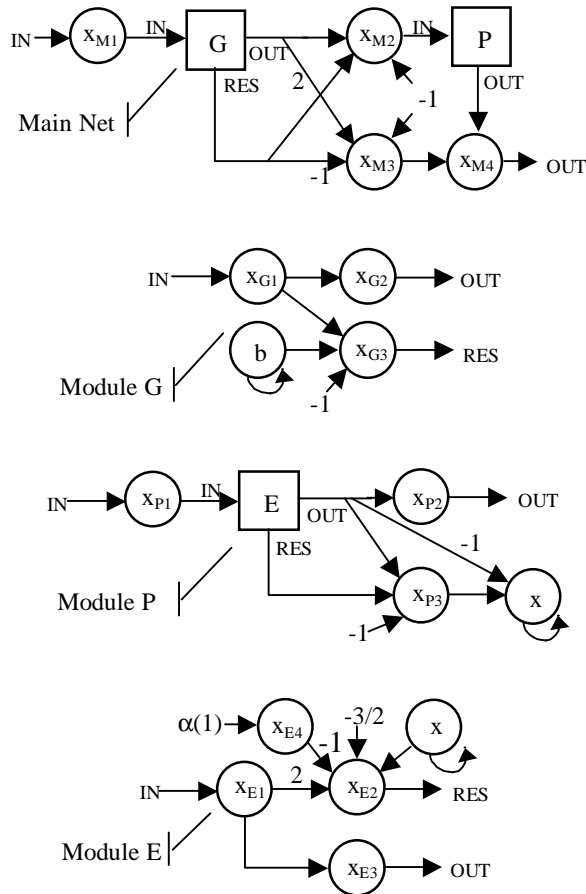 IN x_M1 IN G OUT x_M2 IN P
RES 2 OUT
-1
Main Net
-1 x_M3 x_M4 OUT
IN x_G1 x_G2 OUT
b x_G3 RES
Module G -1
IN x_P1 IN E OUT x_P2 OUT
RES -1
Module P x_P3 x
-1
α(1) x_E4 -3/2 x
-1
IN x_E1 2 x_E2 RES
Module E x_E3 OUT